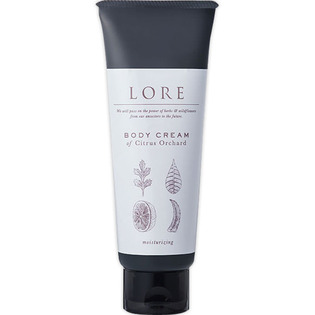 LORE
We will pass on the power of herbs & wildflowers
from our ancestors to the future.
BODY CREAM
of Citrus Orchard
moisturizing